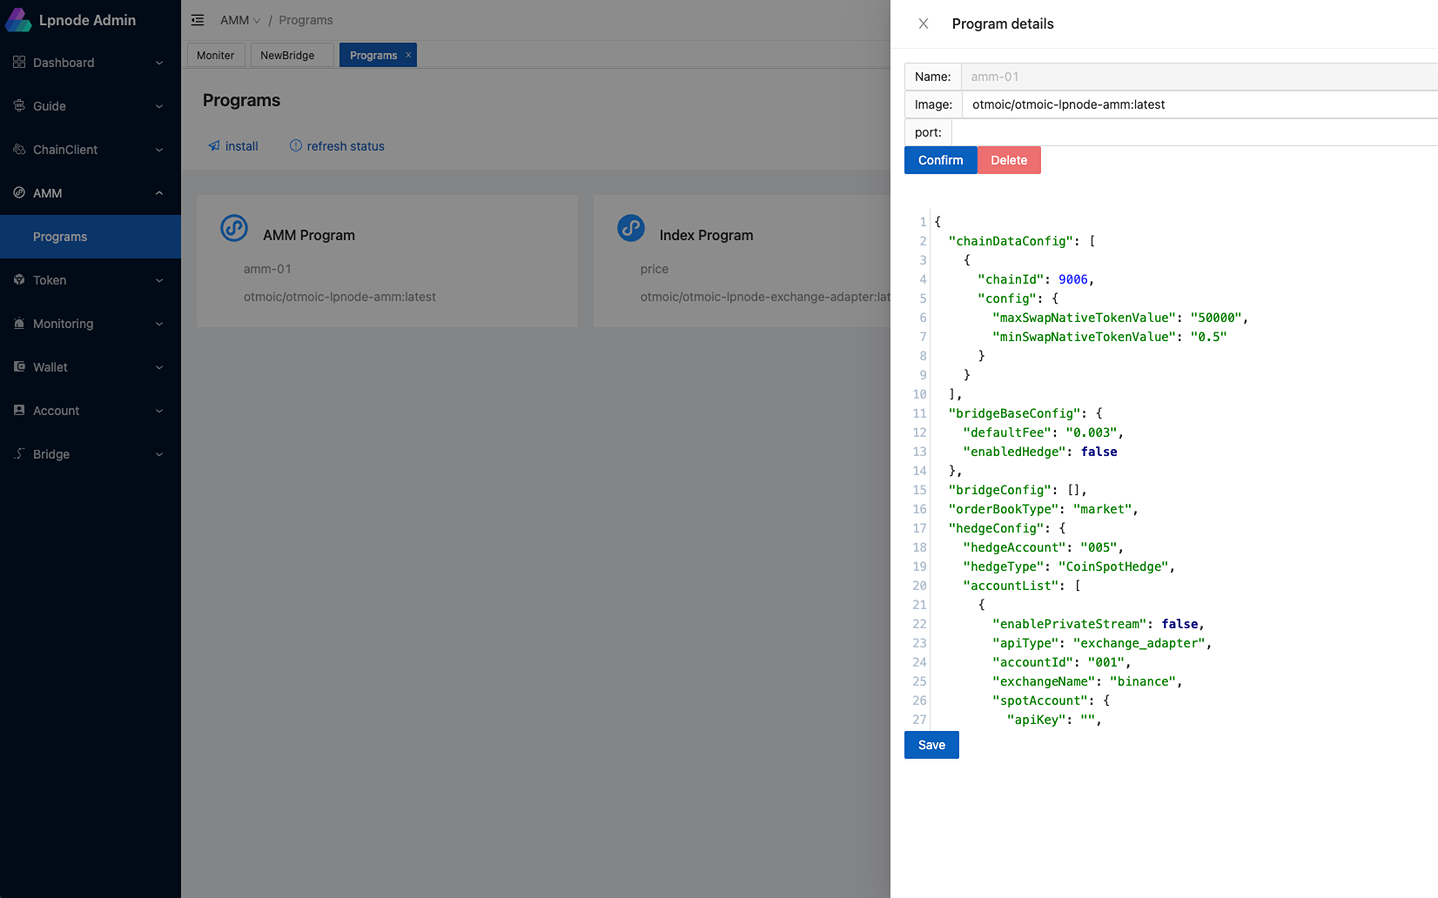 Lpnode Admin
Dashboard
Guide
ChainClient
AMM
Programs
Token
Monitoring
Wallet
Account
Bridge
AMM / Programs
Moniter
NewBridge
Programs ×
Programs
install
refresh status
AMM Program
amm-01
otmoic/otmoic-lpnode-amm:latest
Index Program
price
otmoic/otmoic-lpnode-exchange-adapter:lat
Program details
Name: amm-01
Image: otmoic/otmoic-lpnode-amm:latest
port:
Confirm Delete
1 {
2 "chainDataConfig": [
3 {
4 "chainId": 9006,
5 "config": {
6 "maxSwapNativeTokenValue": "50000",
7 "minSwapNativeTokenValue": "0.5"
8 }
9 }
10 ],
11 "bridgeBaseConfig": {
12 "defaultFee": "0.003",
13 "enabledHedge": false
14 },
15 "bridgeConfig": [],
16 "orderBookType": "market",
17 "hedgeConfig": {
18 "hedgeAccount": "005",
19 "hedgeType": "CoinSpotHedge",
20 "accountList": [
21 {
22 "enablePrivateStream": false,
23 "apiType": "exchange_adapter",
24 "accountId": "001",
25 "exchangeName": "binance",
26 "spotAccount": {
27 "apiKey": "",
Save